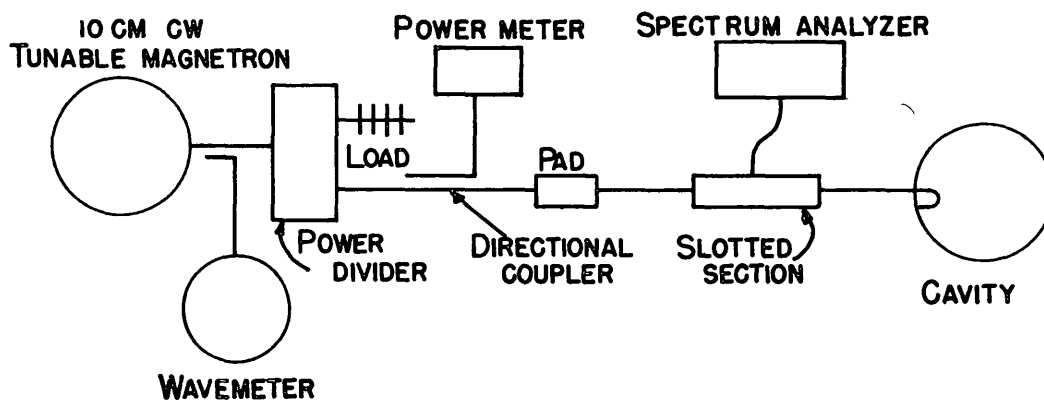 10 CM CW
TUNABLE MAGNETRON
POWER METER
SPECTRUM ANALYZER
LOAD
PAD
POWER
DIVIDER
DIRECTIONAL
COUPLER
SLOTTED
SECTION
CAVITY
WAVEMETER